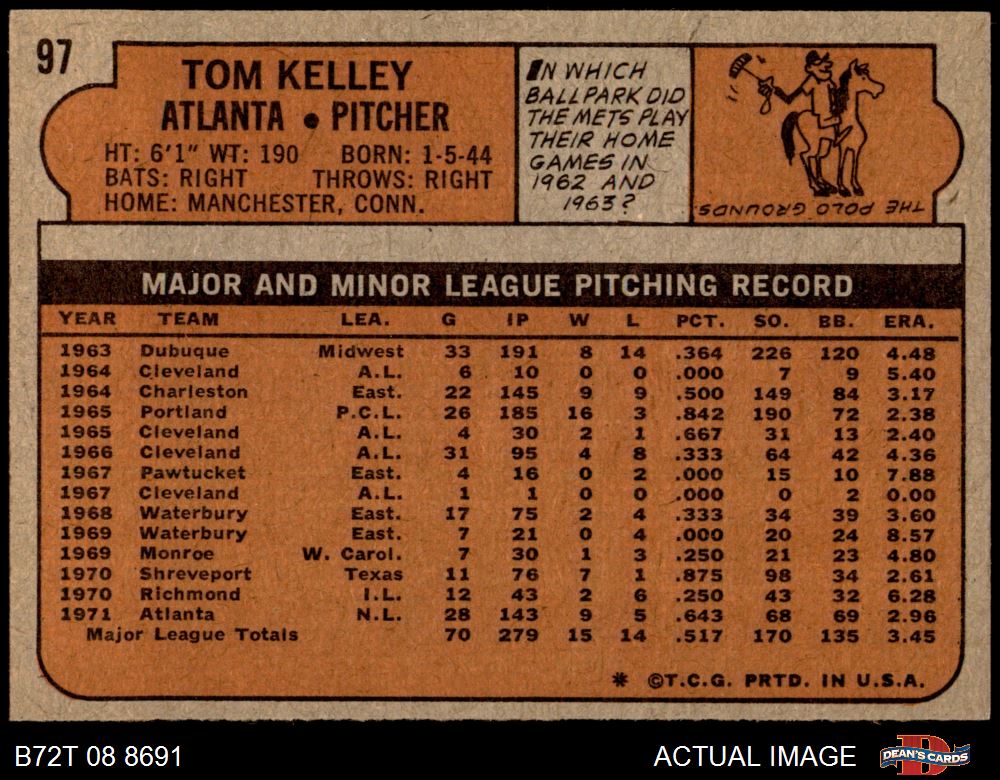 97
TOM KELLEY
ATLANTA • PITCHER
HT: 6'1" WT: 190 BORN: 1-5-44
BATS: RIGHT THROWS: RIGHT
HOME: MANCHESTER, CONN.
IN WHICH
BALLPARK DID
THE METS PLAY
THEIR HOME
GAMES IN
1962 AND
1963?
THE POLO GROUNDS
MAJOR AND MINOR LEAGUE PITCHING RECORD
YEAR TEAM LEA. G IP W L PCT. SO. BB. ERA.
1963 Dubuque Midwest 33 191 8 14 .364 226 120 4.48
1964 Cleveland A.L. 6 10 0 0 .000 7 9 5.40
1964 Charleston East. 22 145 9 9 .500 149 84 3.17
1965 Portland P.C.L. 26 185 16 3 .842 190 72 2.38
1965 Cleveland A.L. 4 30 2 1 .667 31 13 2.40
1966 Cleveland A.L. 31 95 4 8 .333 64 42 4.36
1967 Pawtucket East. 4 16 0 2 .000 15 10 7.88
1967 Cleveland A.L. 1 1 0 0 .000 0 2 0.00
1968 Waterbury East. 17 75 2 4 .333 34 39 3.60
1969 Waterbury East. 7 21 0 4 .000 20 24 8.57
1969 Monroe W. Carol. 7 30 1 3 .250 21 23 4.80
1970 Shreveport Texas 11 76 7 1 .875 98 34 2.61
1970 Richmond I.L. 12 43 2 6 .250 43 32 6.28
1971 Atlanta N.L. 28 143 9 5 .643 68 69 2.96
Major League Totals 70 279 15 14 .517 170 135 3.45
* ©T.C.G. PRTD. IN U.S.A.
B72T 08 8691 ACTUAL IMAGE DEAN'S CARDS